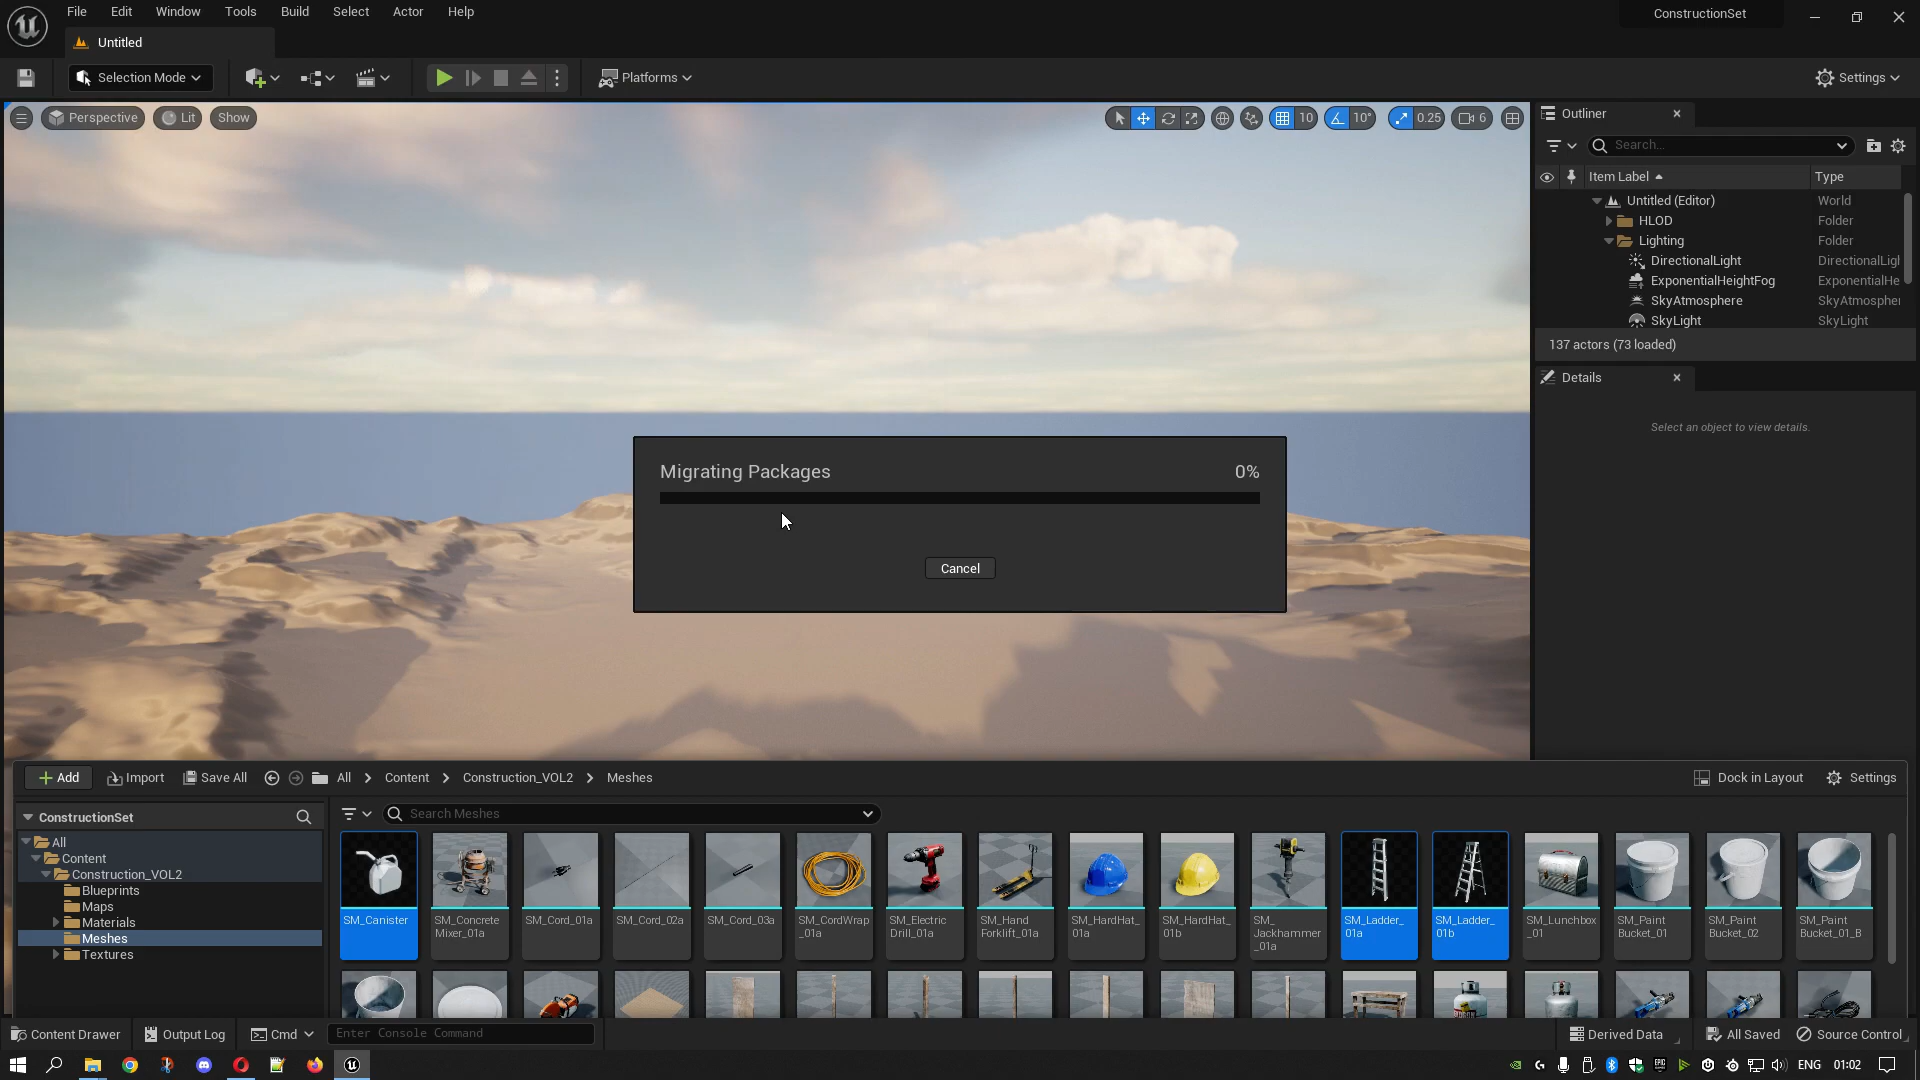 File Edit Window Tools Build Select Actor Help
ConstructionSet
Untitled
Selection Mode
Platforms
Settings
Perspective Lit Show
10 10° 0.25 6
Outliner
Search...
Item Label Type
Untitled (Editor) World
HLOD Folder
Lighting Folder
DirectionalLight DirectionalLigl
ExponentialHeightFog ExponentialHe
SkyAtmosphere SkyAtmospher
SkyLight SkyLight
137 actors (73 loaded)
Details
Select an object to view details.
Migrating Packages 0%
Cancel
Add Import Save All All Content Construction_VOL2 Meshes
Dock in Layout Settings
ConstructionSet
Search Meshes
All
Content
Construction_VOL2
Blueprints
Maps
Materials
Meshes
Textures
SM_Canister
SM_Concrete
Mixer_01a
SM_Cord_01a
SM_Cord_02a
SM_Cord_03a
SM_CordWrap
_01a
SM_Electric
Drill_01a
SM_Hand
Forklift_01a
SM_HardHat_
01a
SM_HardHat_
01b
SM_
Jackhammer
_01a
SM_Ladder_
01a
SM_Ladder_
01b
SM_Lunchbox
_01
SM_Paint
Bucket_01
SM_Paint
Bucket_02
SM_Paint
Bucket_01_B
Content Drawer Output Log Cmd Enter Console Command
Derived Data All Saved Source Control
ENG 01:02